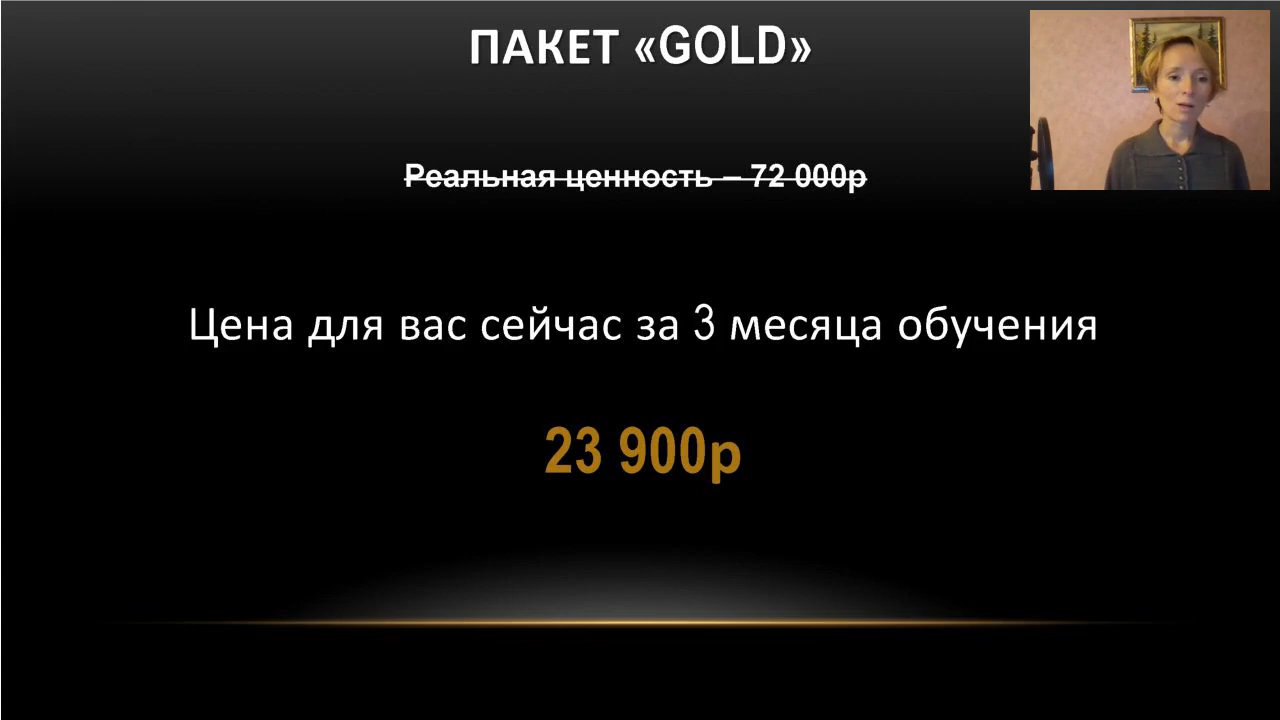 ПАКЕТ «GOLD»
Реальная ценность – 72 000р
Цена для вас сейчас за 3 месяца обучения
23 900р